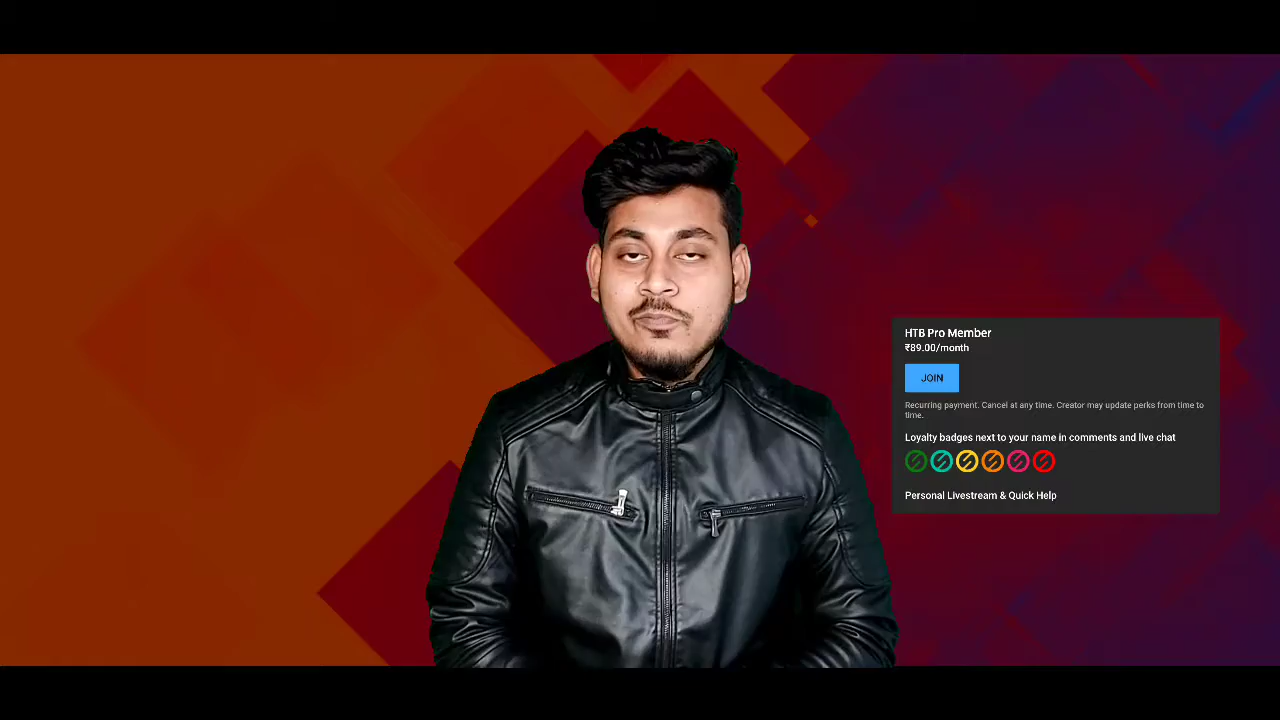 HTB Pro Member
₹89.00/month
JOIN
Recurring payment. Cancel at any time. Creator may update perks from time to
time.
Loyalty badges next to your name in comments and live chat
Personal Livestream & Quick Help